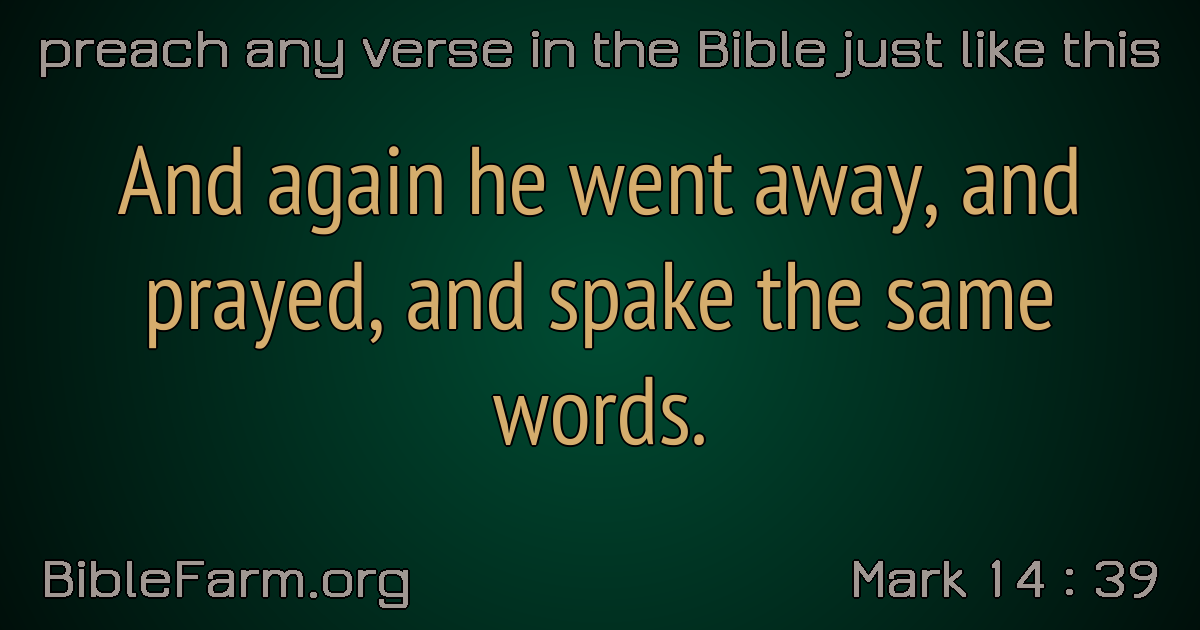 preach any verse in the Bible just like this
And again he went away, and
prayed, and spake the same
words.
BibleFarm.org
Mark 14 : 39